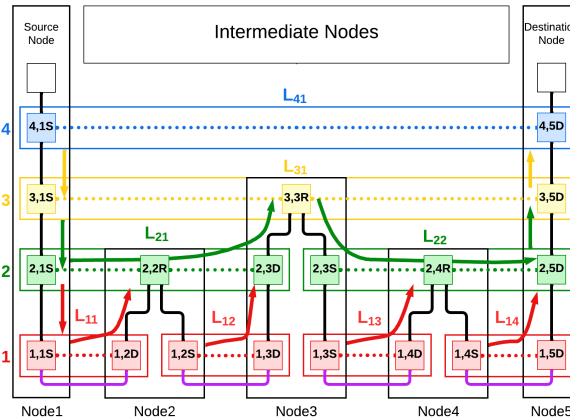 Source
Node
Intermediate Nodes
Destinatio
Node
L41
4
4,1S
4,5D
L31
3
3,1S
3,3R
3,5D
L21
L22
2
2,1S
2,2R
2,3D
2,3S
2,4R
2,5D
L11
L12
L13
L14
1
1,1S
1,2D
1,2S
1,3D
1,3S
1,4D
1,4S
1,5D
Node1
Node2
Node3
Node4
Node5